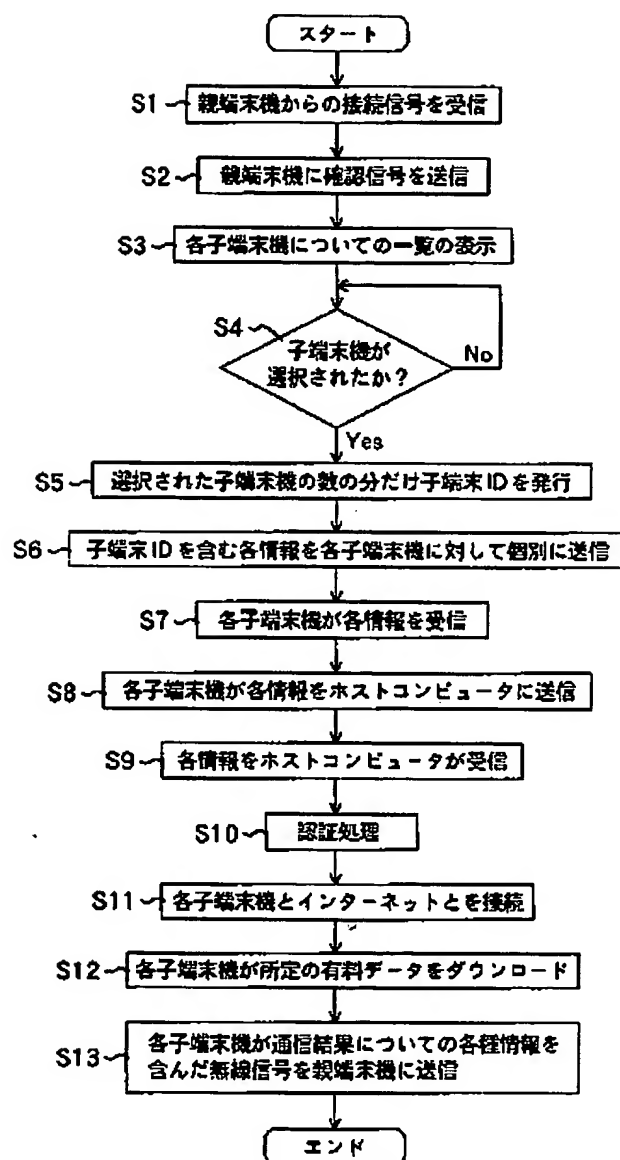 スタート
S1 親端末機からの接続信号を受信
S2 親端末機に確認信号を送信
S3 各子端末機についての一覧の表示
S4 子端末機が
選択されたか?
No
Yes
S5 選択された子端末機の数の分だけ子端末IDを発行
S6 子端末IDを含む各情報を各子端末機に対して個別に送信
S7 各子端末機が各情報を受信
S8 各子端末機が各情報をホストコンピュータに送信
S9 各情報をホストコンピュータが受信
S10 認証処理
S11 各子端末機とインターネットとを接続
S12 各子端末機が所定の有料データをダウンロード
S13 各子端末機が通信結果についての各種情報を
含んだ無線信号を親端末機に送信
エンド